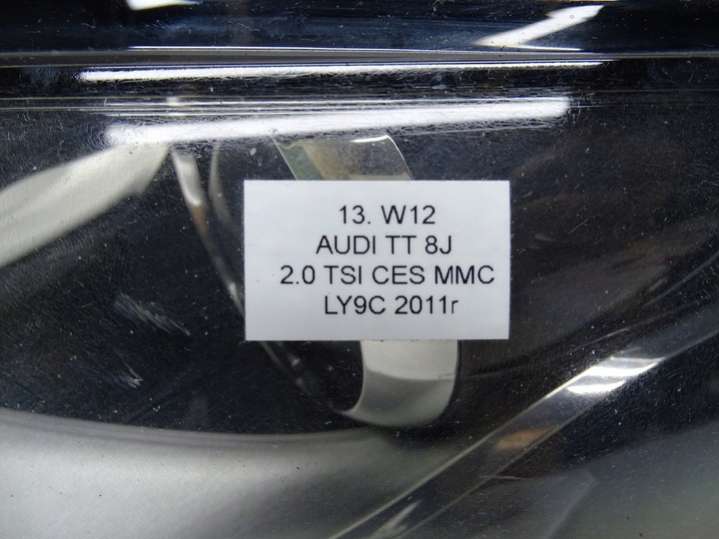 13. W12
AUDI TT 8J
2.0 TSI CES MMC
LY9C 2011r